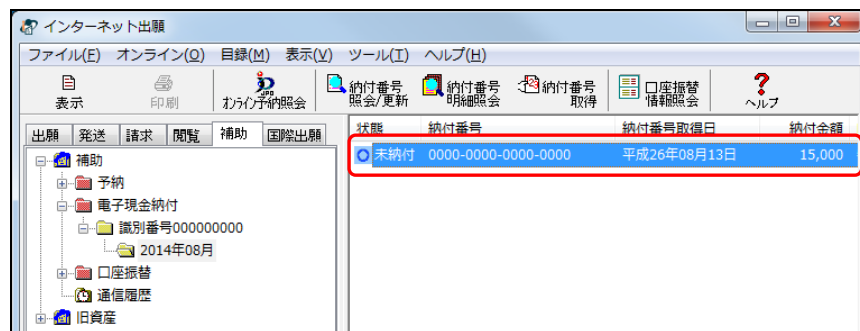 インターネット出願
ファイル(F) オンライン(O) 目録(M) 表示(V) ツール(T) ヘルプ(H)
表示 印刷 オンライン予納照会 納付番号照会/更新 納付番号明細照会 納付番号取得 口座振替情報照会 ヘルプ
出願 発送 請求 閲覧 補助 国際出願
状態 納付番号 納付番号取得日 納付金額
未納付 0000-0000-0000-0000 平成26年08月13日 15,000
補助
予納
電子現金納付
識別番号000000000
2014年08月
口座振替
通信履歴
旧資産